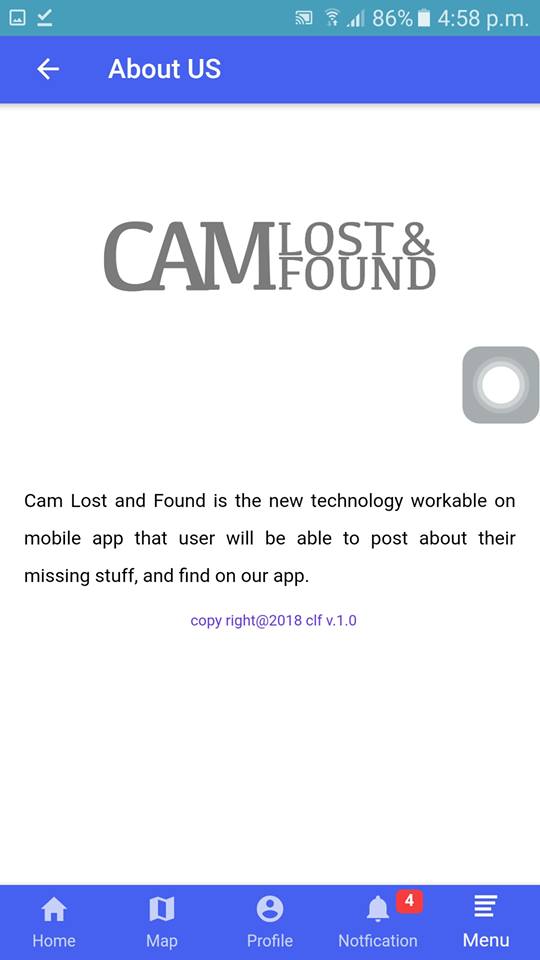 86% 4:58 p.m.
About US
CAM LOST &
FOUND
Cam Lost and Found is the new technology workable on
mobile app that user will be able to post about their
missing stuff, and find on our app.
copy right@2018 clf v.1.0
4
Home Map Profile Notfication Menu